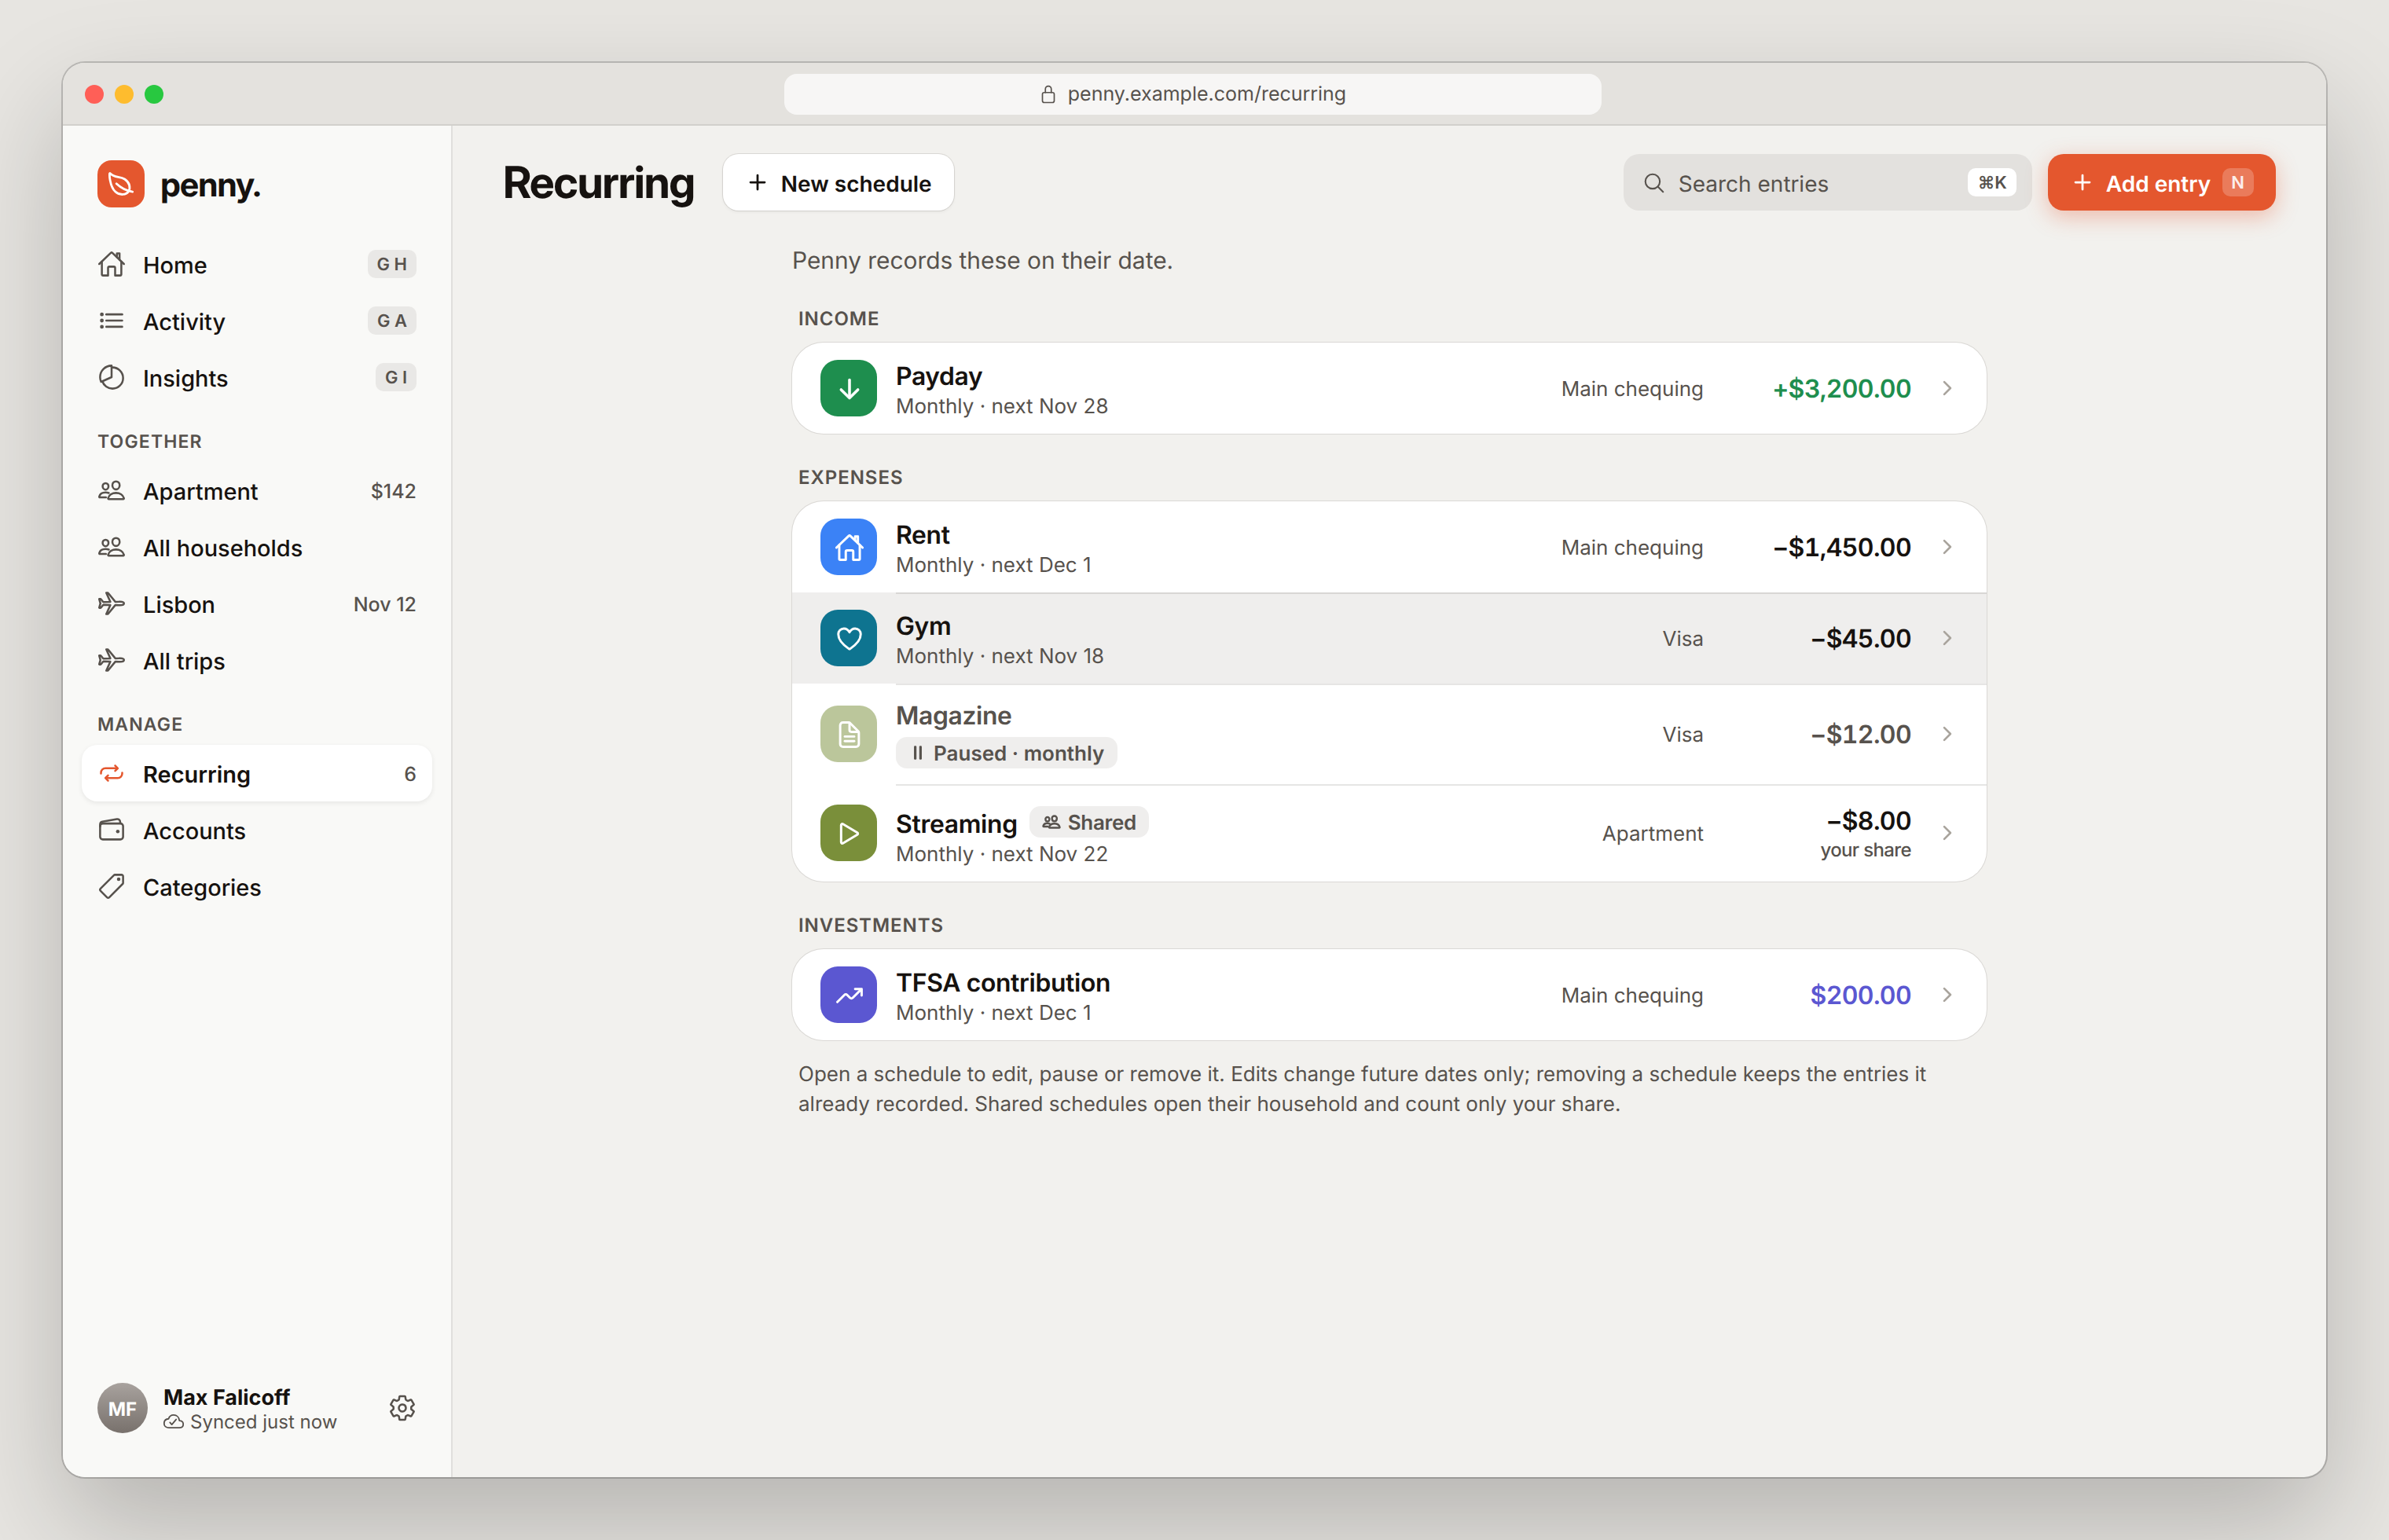 penny.example.com/recurring
penny.
Home G H
Activity G A
Insights G I
TOGETHER
Apartment $142
All households
Lisbon Nov 12
All trips
MANAGE
Recurring 6
Accounts
Categories
MF
Max Falicoff
Synced just now
Recurring
+ New schedule
Search entries ⌘K
+ Add entry N
Penny records these on their date.
INCOME
Payday
Monthly · next Nov 28
Main chequing
+$3,200.00
EXPENSES
Rent
Monthly · next Dec 1
Main chequing
−$1,450.00
Gym
Monthly · next Nov 18
Visa
−$45.00
Magazine
Paused · monthly
Visa
−$12.00
Streaming Shared
Monthly · next Nov 22
Apartment
−$8.00
your share
INVESTMENTS
TFSA contribution
Monthly · next Dec 1
Main chequing
$200.00
Open a schedule to edit, pause or remove it. Edits change future dates only; removing a schedule keeps the entries it
already recorded. Shared schedules open their household and count only your share.